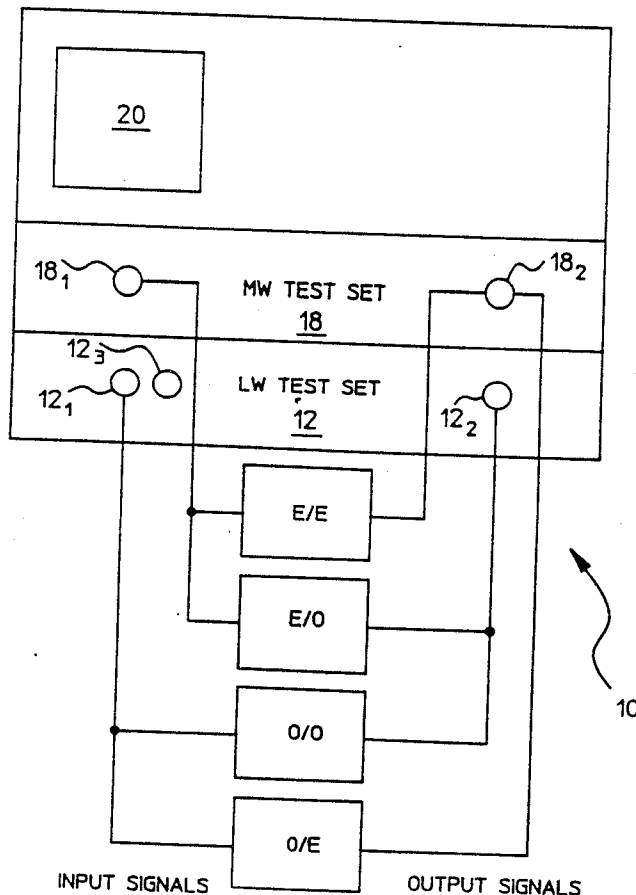 20
18₁
MW TEST SET
18
18₂
12₃
12₁
LW TEST SET
12
12₂
E/E
E/O
O/O
O/E
10
INPUT SIGNALS
OUTPUT SIGNALS